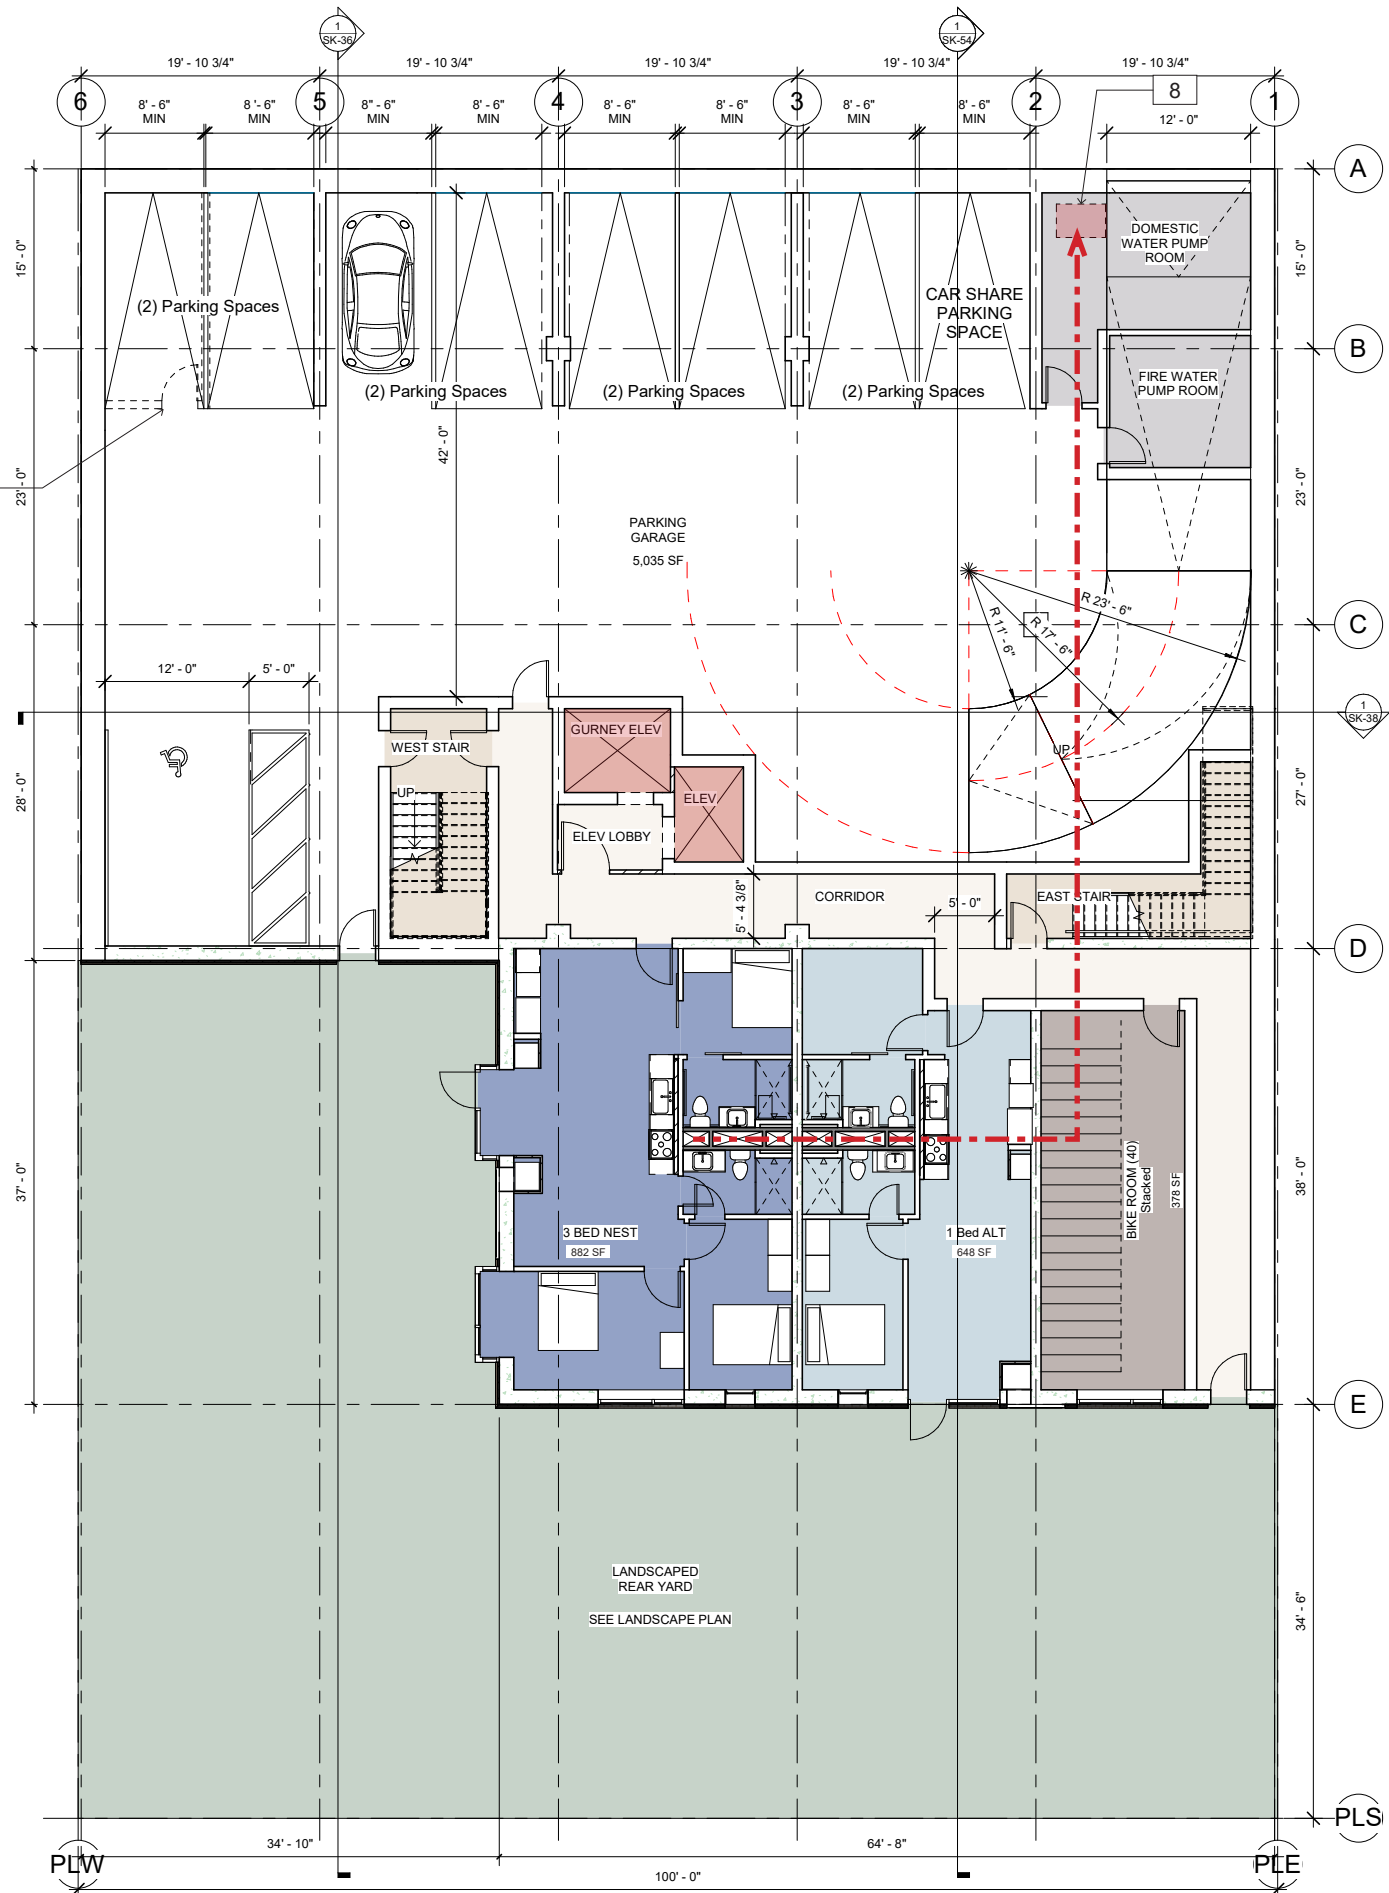 1
SK-36
1
SK-54
19' - 10 3/4"
19' - 10 3/4"
19' - 10 3/4"
19' - 10 3/4"
19' - 10 3/4"
6
5
4
3
2
1
8
8' - 6"
MIN
8 '- 6"
MIN
8" - 6"
MIN
8' - 6"
MIN
8' - 6"
MIN
8' - 6"
MIN
8' - 6"
MIN
8' - 6"
MIN
12' - 0"
A
15' - 0"
15' - 0"
DOMESTIC
WATER PUMP
ROOM
(2) Parking Spaces
CAR SHARE
PARKING
SPACE
B
(2) Parking Spaces
(2) Parking Spaces
(2) Parking Spaces
FIRE WATER
PUMP ROOM
42' - 0"
23' - 0"
23' - 0"
PARKING
GARAGE
5,035 SF
R 23' - 6"
R 17' - 6"
R 11' - 6"
C
12' - 0"
5' - 0"
1
SK-38
WEST STAIR
GURNEY ELEV
UP
UP
ELEV
28' - 0"
27' - 0"
ELEV LOBBY
CORRIDOR
5' - 4 3/8"
5' - 0"
EAST STAIR
D
37' - 0"
38' - 0"
BIKE ROOM (40)
Stacked
378 SF
3 BED NEST
882 SF
1 Bed ALT
648 SF
E
LANDSCAPED
REAR YARD
SEE LANDSCAPE PLAN
34' - 6"
PLS
34' - 10"
64' - 8"
PLW
PLE
100' - 0"